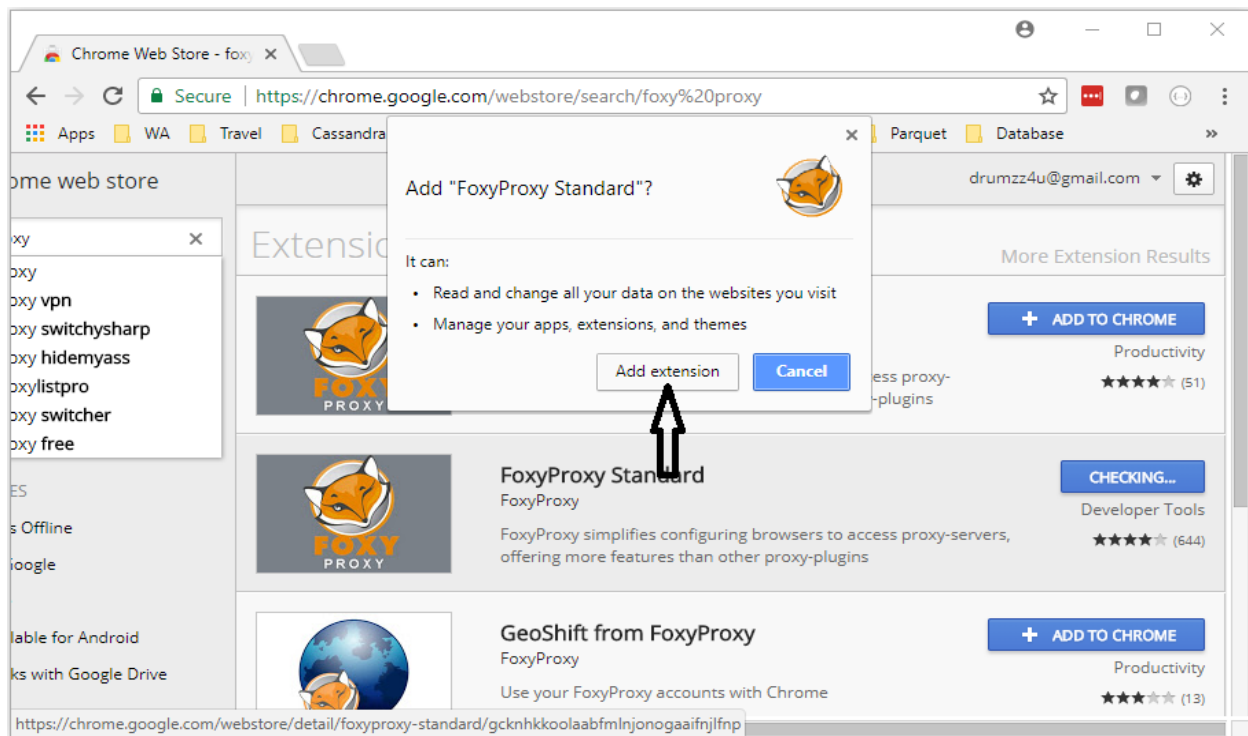 Chrome Web Store - foxy
Secure | https://chrome.google.com/webstore/search/foxy%20proxy
Apps WA Travel Cassandra Parquet Database »
ome web store
drumzz4u@gmail.com
Add "FoxyProxy Standard"?
It can:
• Read and change all your data on the websites you visit
• Manage your apps, extensions, and themes
Add extension Cancel
oxy
oxy
oxy vpn
oxy switchysharp
oxy hidemyass
oxylistpro
oxy switcher
oxy free
Extensio
More Extension Results
FOXY
PROXY
ess proxy-
-plugins
+ ADD TO CHROME
Productivity
(51)
ES
s Offline
Google
lable for Android
ks with Google Drive
FOXY
PROXY
FoxyProxy Standard
FoxyProxy
FoxyProxy simplifies configuring browsers to access proxy-servers,
offering more features than other proxy-plugins
CHECKING...
Developer Tools
(644)
GeoShift from FoxyProxy
FoxyProxy
Use your FoxyProxy accounts with Chrome
+ ADD TO CHROME
Productivity
(13)
https://chrome.google.com/webstore/detail/foxyproxy-standard/gcknhkkoolaabfmlnjonogaaifnjlfnp